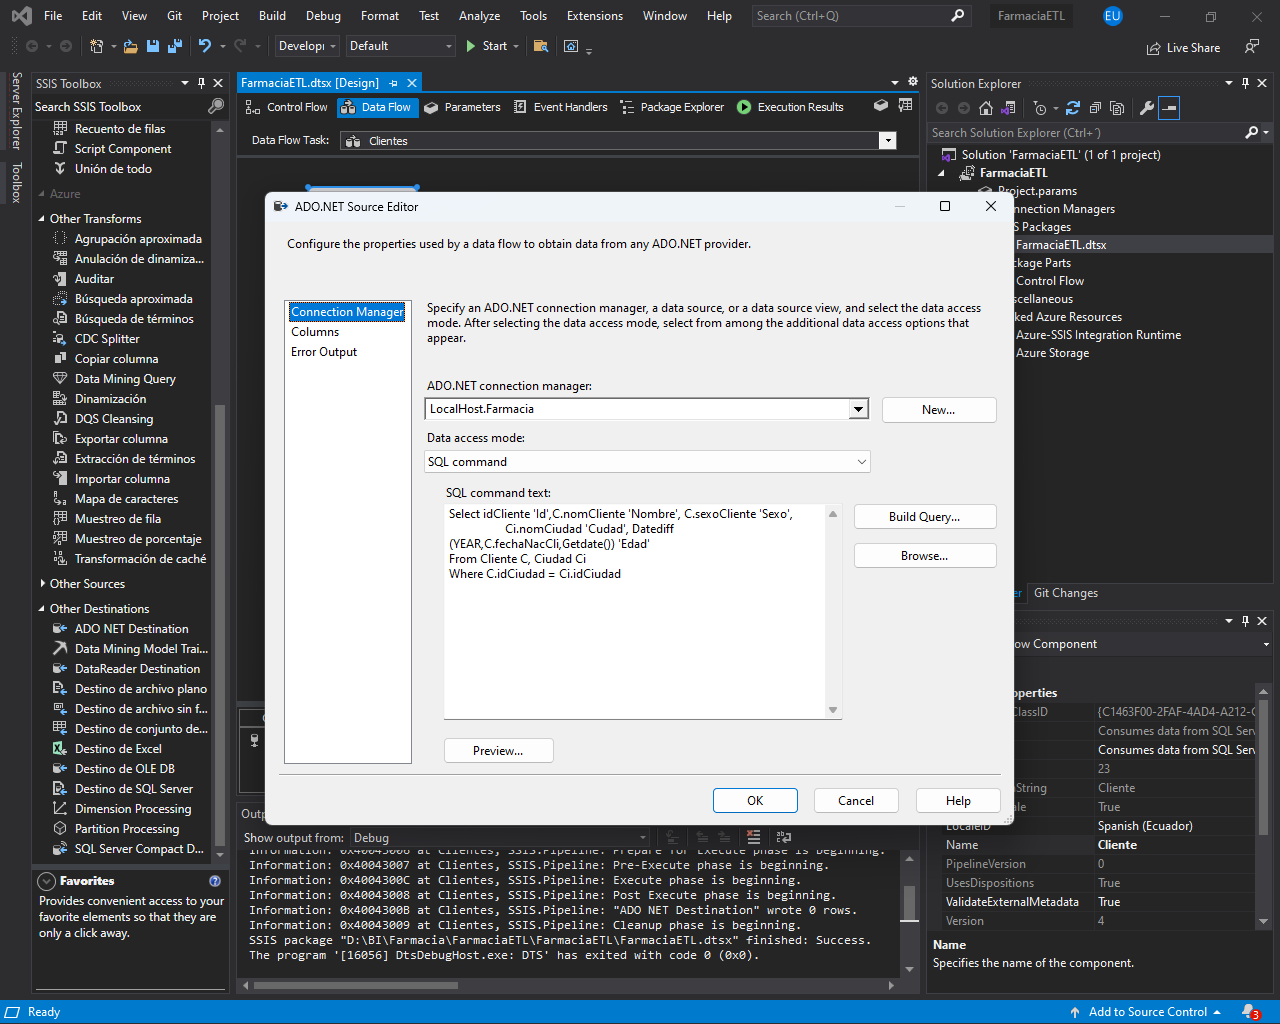 File Edit View Git Project Build Debug Format Test Analyze Tools Extensions Window Help Search (Ctrl+Q) FarmaciaETL EU
Develop Default Start Live Share
Server Explorer
Toolbox
SSIS Toolbox
Search SSIS Toolbox
Recuento de filas
Script Component
Unión de todo
Azure
Other Transforms
Agrupación aproximada
Anulación de dinamiza...
Auditar
Búsqueda aproximada
Búsqueda de términos
CDC Splitter
Copiar columna
Data Mining Query
Dinamización
DQS Cleansing
Exportar columna
Extracción de términos
Importar columna
Mapa de caracteres
Muestreo de fila
Muestreo de porcentaje
Transformación de caché
Other Sources
Other Destinations
ADO NET Destination
Data Mining Model Trai...
DataReader Destination
Destino de archivo plano
Destino de archivo sin f...
Destino de conjunto de...
Destino de Excel
Destino de OLE DB
Destino de SQL Server
Dimension Processing
Partition Processing
SQL Server Compact D...
Favorites
Provides convenient access to your
favorite elements so that they are
only a click away.
FarmaciaETL.dtsx [Design]
Control Flow Data Flow Parameters Event Handlers Package Explorer Execution Results
Data Flow Task: Clientes
ADO.NET Source Editor
Configure the properties used by a data flow to obtain data from any ADO.NET provider.
Connection Manager
Columns
Error Output
Specify an ADO.NET connection manager, a data source, or a data source view, and select the data access
mode. After selecting the data access mode, select from among the additional data access options that
appear.
ADO.NET connection manager:
LocalHost.Farmacia New...
Data access mode:
SQL command
SQL command text:
Select idCliente 'Id',C.nomCliente 'Nombre', C.sexoCliente 'Sexo',
Ci.nomCiudad 'Cudad', Datediff
(YEAR,C.fechaNacCli,Getdate()) 'Edad'
From Cliente C, Ciudad Ci
Where C.idCiudad = Ci.idCiudad
Build Query...
Browse...
Preview...
OK Cancel Help
Outp
Show output from: Debug
Information: 0x40043006 at Clientes, SSIS.Pipeline: Prepare for Execute phase is beginning.
Information: 0x40043007 at Clientes, SSIS.Pipeline: Pre-Execute phase is beginning.
Information: 0x4004300C at Clientes, SSIS.Pipeline: Execute phase is beginning.
Information: 0x40043008 at Clientes, SSIS.Pipeline: Post Execute phase is beginning.
Information: 0x4004300B at Clientes, SSIS.Pipeline: "ADO NET Destination" wrote 0 rows.
Information: 0x40043009 at Clientes, SSIS.Pipeline: Cleanup phase is beginning.
SSIS package "D:\BI\Farmacia\FarmaciaETL\FarmaciaETL\FarmaciaETL.dtsx" finished: Success.
The program '[16056] DtsDebugHost.exe: DTS' has exited with code 0 (0x0).
Solution Explorer
Search Solution Explorer (Ctrl+´)
Solution 'FarmaciaETL' (1 of 1 project)
FarmaciaETL
Project.params
nnection Managers
S Packages
FarmaciaETL.dtsx
ckage Parts
Control Flow
scellaneous
ked Azure Resources
Azure-SSIS Integration Runtime
Azure Storage
er Git Changes
ow Component
operties
ClassID {C1463F00-2FAF-4AD4-A212-C
Consumes data from SQL Serv
Consumes data from SQL Serv
23
nString Cliente
ale True
LocaleID Spanish (Ecuador)
Name Cliente
PipelineVersion 0
UsesDispositions True
ValidateExternalMetadata True
Version 4
Name
Specifies the name of the component.
Ready Add to Source Control 3